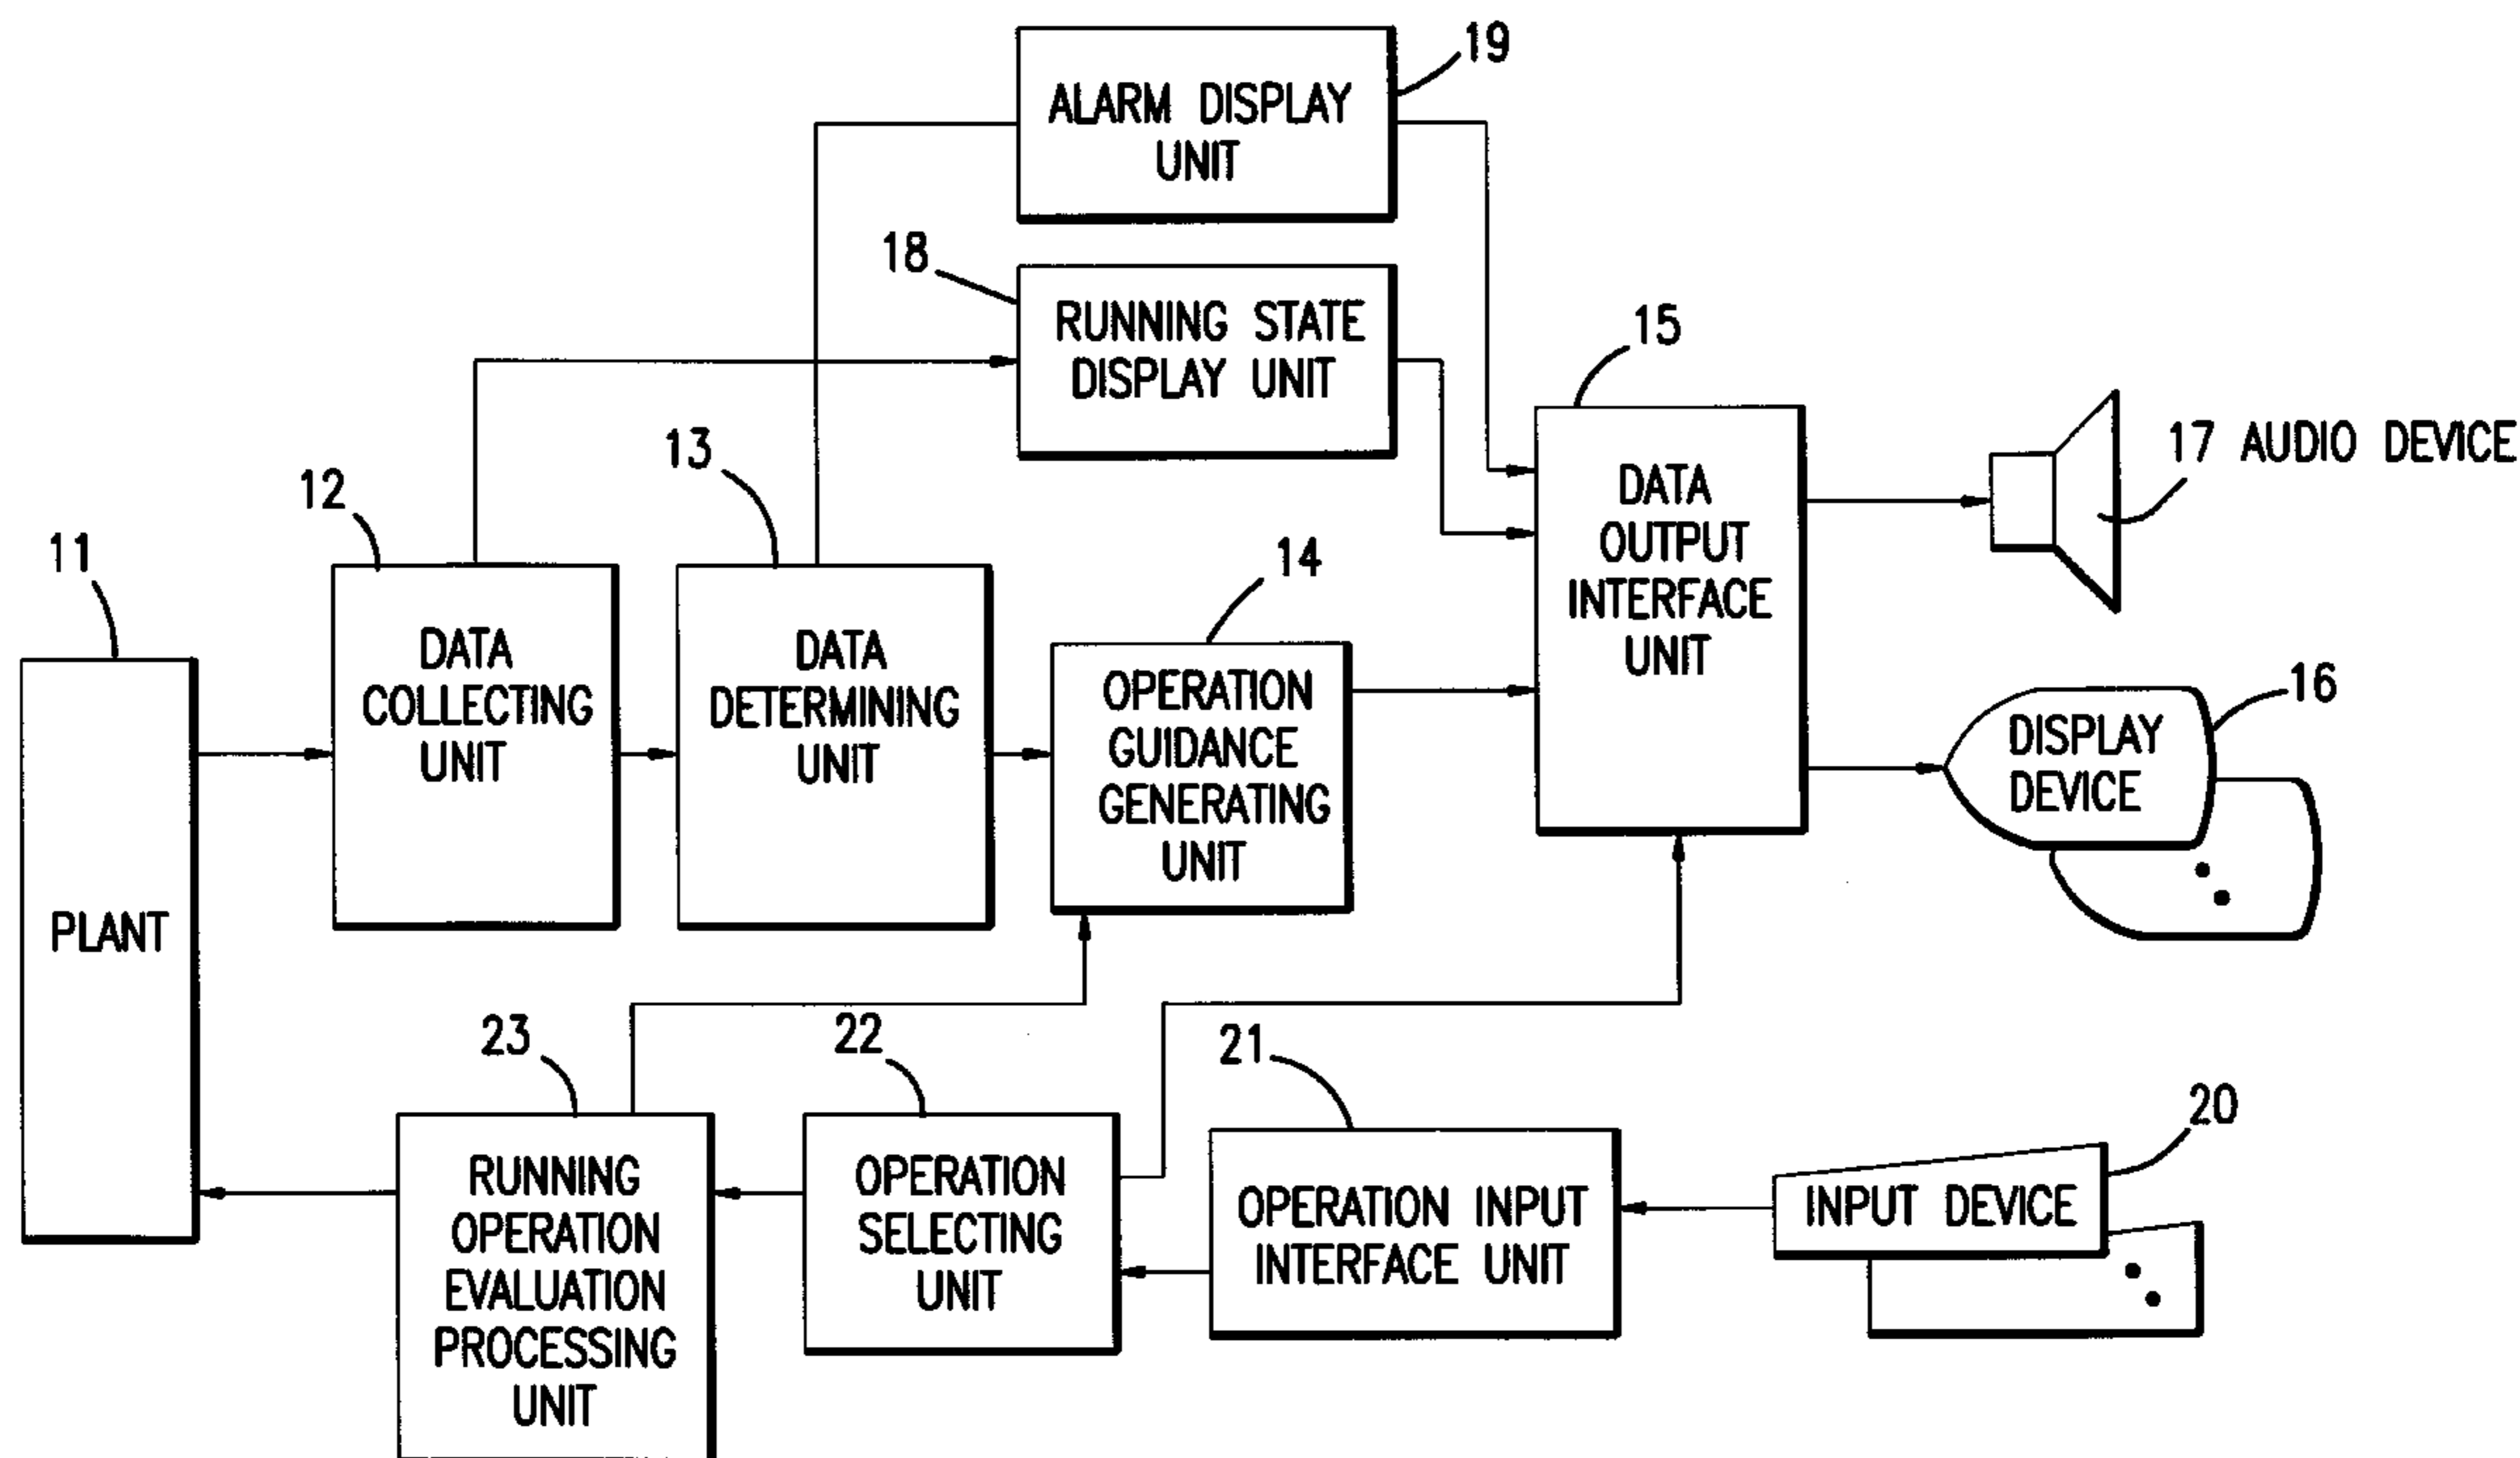 19
ALARM DISPLAY
UNIT
18
RUNNING STATE
DISPLAY UNIT
15
DATA
OUTPUT
INTERFACE
UNIT
17 AUDIO DEVICE
16
DISPLAY
DEVICE
11
PLANT
12
DATA
COLLECTING
UNIT
13
DATA
DETERMINING
UNIT
14
OPERATION
GUIDANCE
GENERATING
UNIT
23
RUNNING
OPERATION
EVALUATION
PROCESSING
UNIT
22
OPERATION
SELECTING
UNIT
21
OPERATION INPUT
INTERFACE UNIT
20
INPUT DEVICE